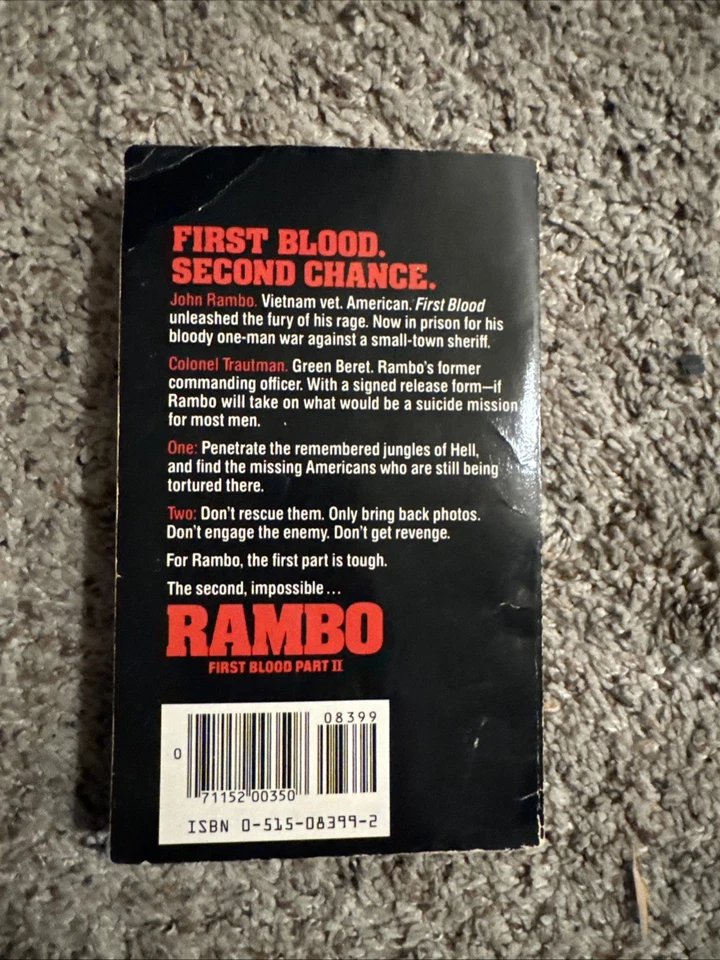 FIRST BLOOD.
SECOND CHANCE.
John Rambo. Vietnam vet. American. First Blood
unleashed the fury of his rage. Now in prison for his
bloody one-man war against a small-town sheriff.
Colonel Trautman. Green Beret. Rambo's former
commanding officer. With a signed release form—if
Rambo will take on what would be a suicide mission
for most men.
One: Penetrate the remembered jungles of Hell,
and find the missing Americans who are still being
tortured there.
Two: Don't rescue them. Only bring back photos.
Don't engage the enemy. Don't get revenge.
For Rambo, the first part is tough.
The second, impossible...
RAMBO
FIRST BLOOD PART II
08399
0
71152 00350
ISBN 0-515-08399-2